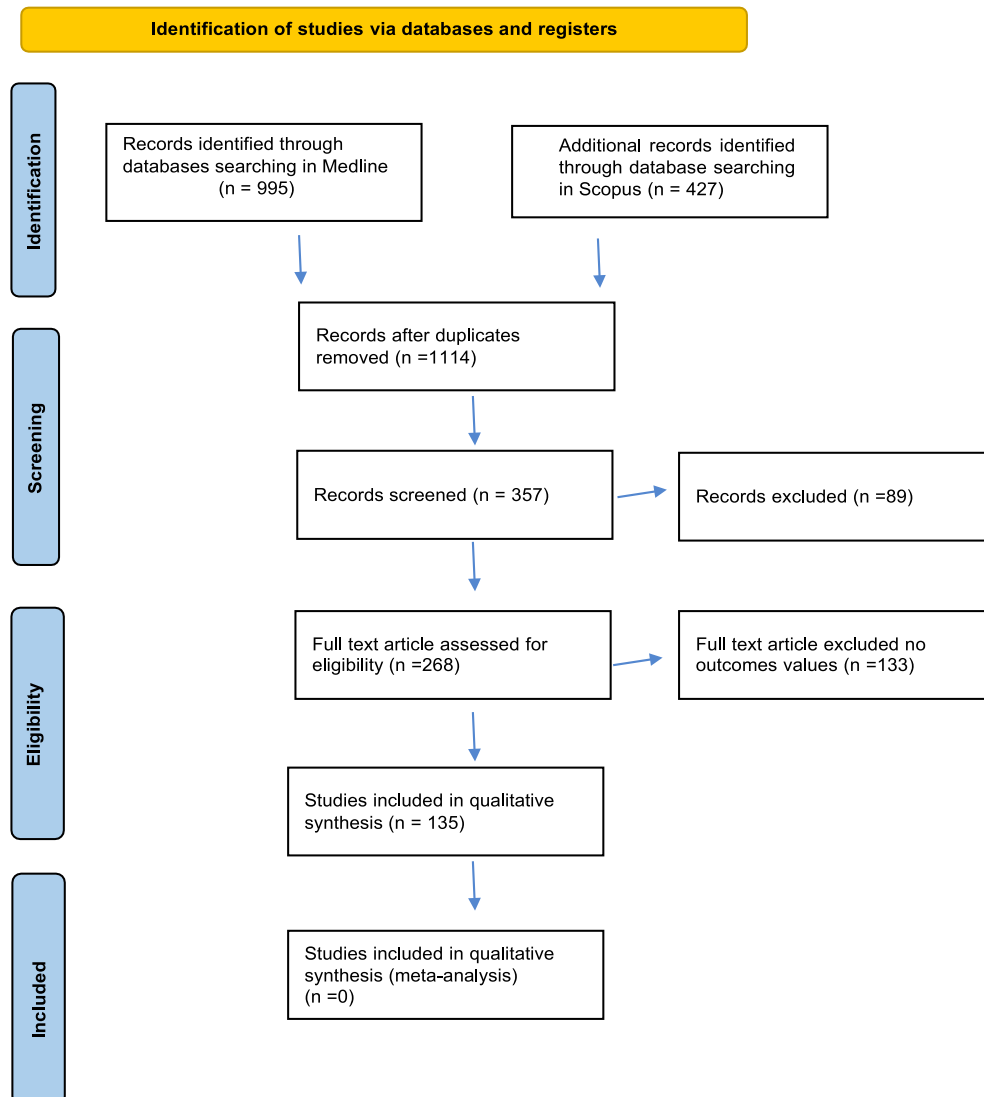 Identification of studies via databases and registers
Identification
Records identified through
databases searching in Medline
(n = 995)
Additional records identified
through database searching
in Scopus (n = 427)
Screening
Records after duplicates
removed (n =1114)
Records screened (n = 357)
Records excluded (n =89)
Eligibility
Full text article assessed for
eligibility (n =268)
Full text article excluded no
outcomes values (n =133)
Studies included in qualitative
synthesis (n = 135)
Included
Studies included in qualitative
synthesis (meta-analysis)
(n =0)